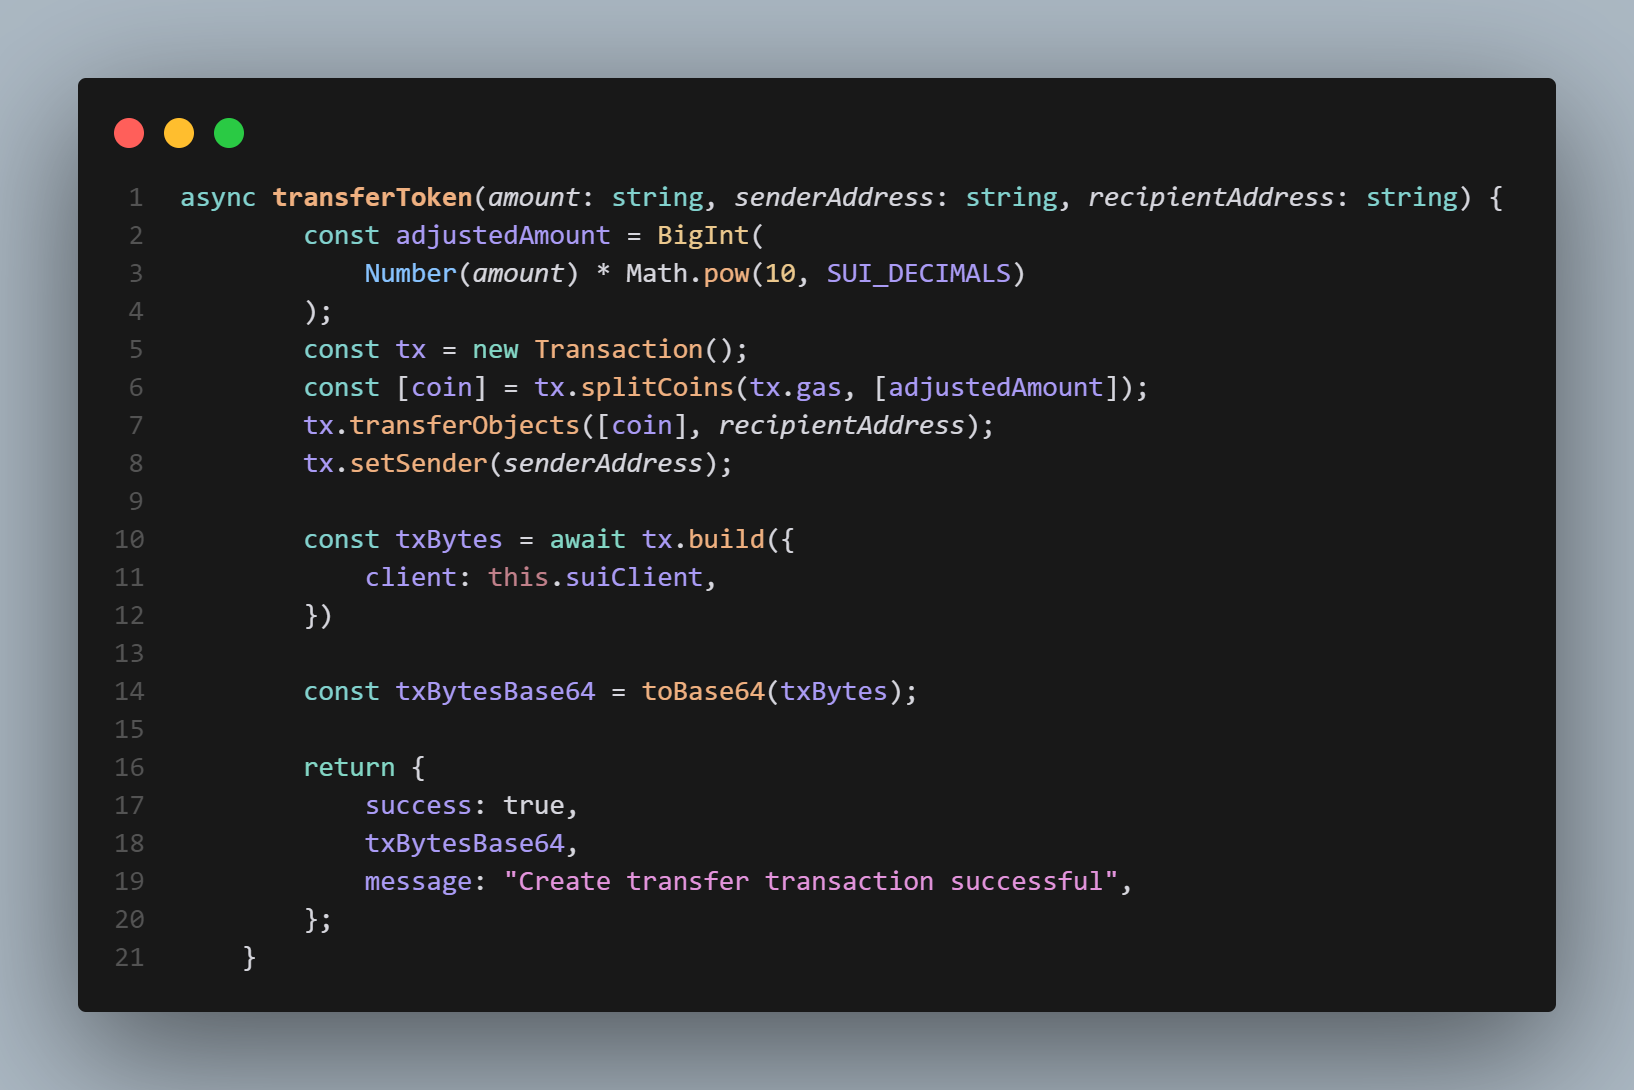 1 async transferToken(amount: string, senderAddress: string, recipientAddress: string) {
2 const adjustedAmount = BigInt(
3 Number(amount) * Math.pow(10, SUI_DECIMALS)
4 );
5 const tx = new Transaction();
6 const [coin] = tx.splitCoins(tx.gas, [adjustedAmount]);
7 tx.transferObjects([coin], recipientAddress);
8 tx.setSender(senderAddress);
9
10 const txBytes = await tx.build({
11 client: this.suiClient,
12 })
13
14 const txBytesBase64 = toBase64(txBytes);
15
16 return {
17 success: true,
18 txBytesBase64,
19 message: "Create transfer transaction successful",
20 };
21 }